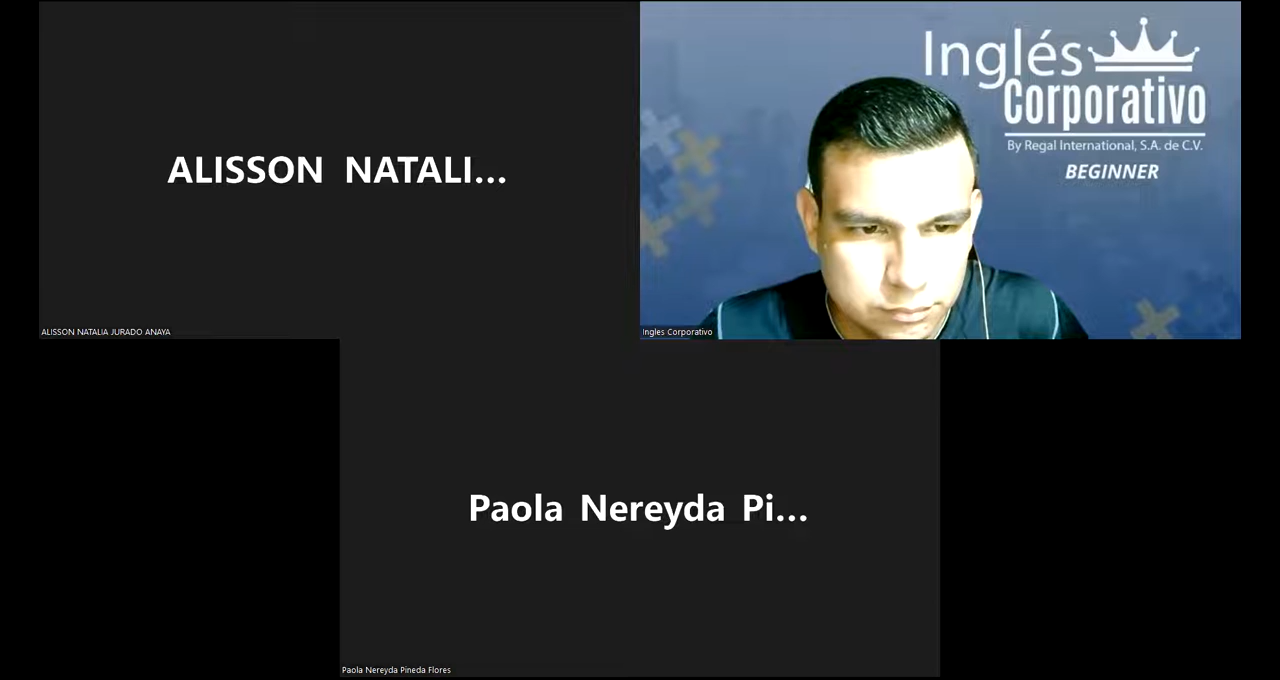 ALISSON NATALI...
ALISSON NATALIA JURADO ANAYA
Inglés
Corporativo
By Regal International, S.A. de C.V.
BEGINNER
Ingles Corporativo
Paola Nereyda Pi...
Paola Nereyda Pineda Flores